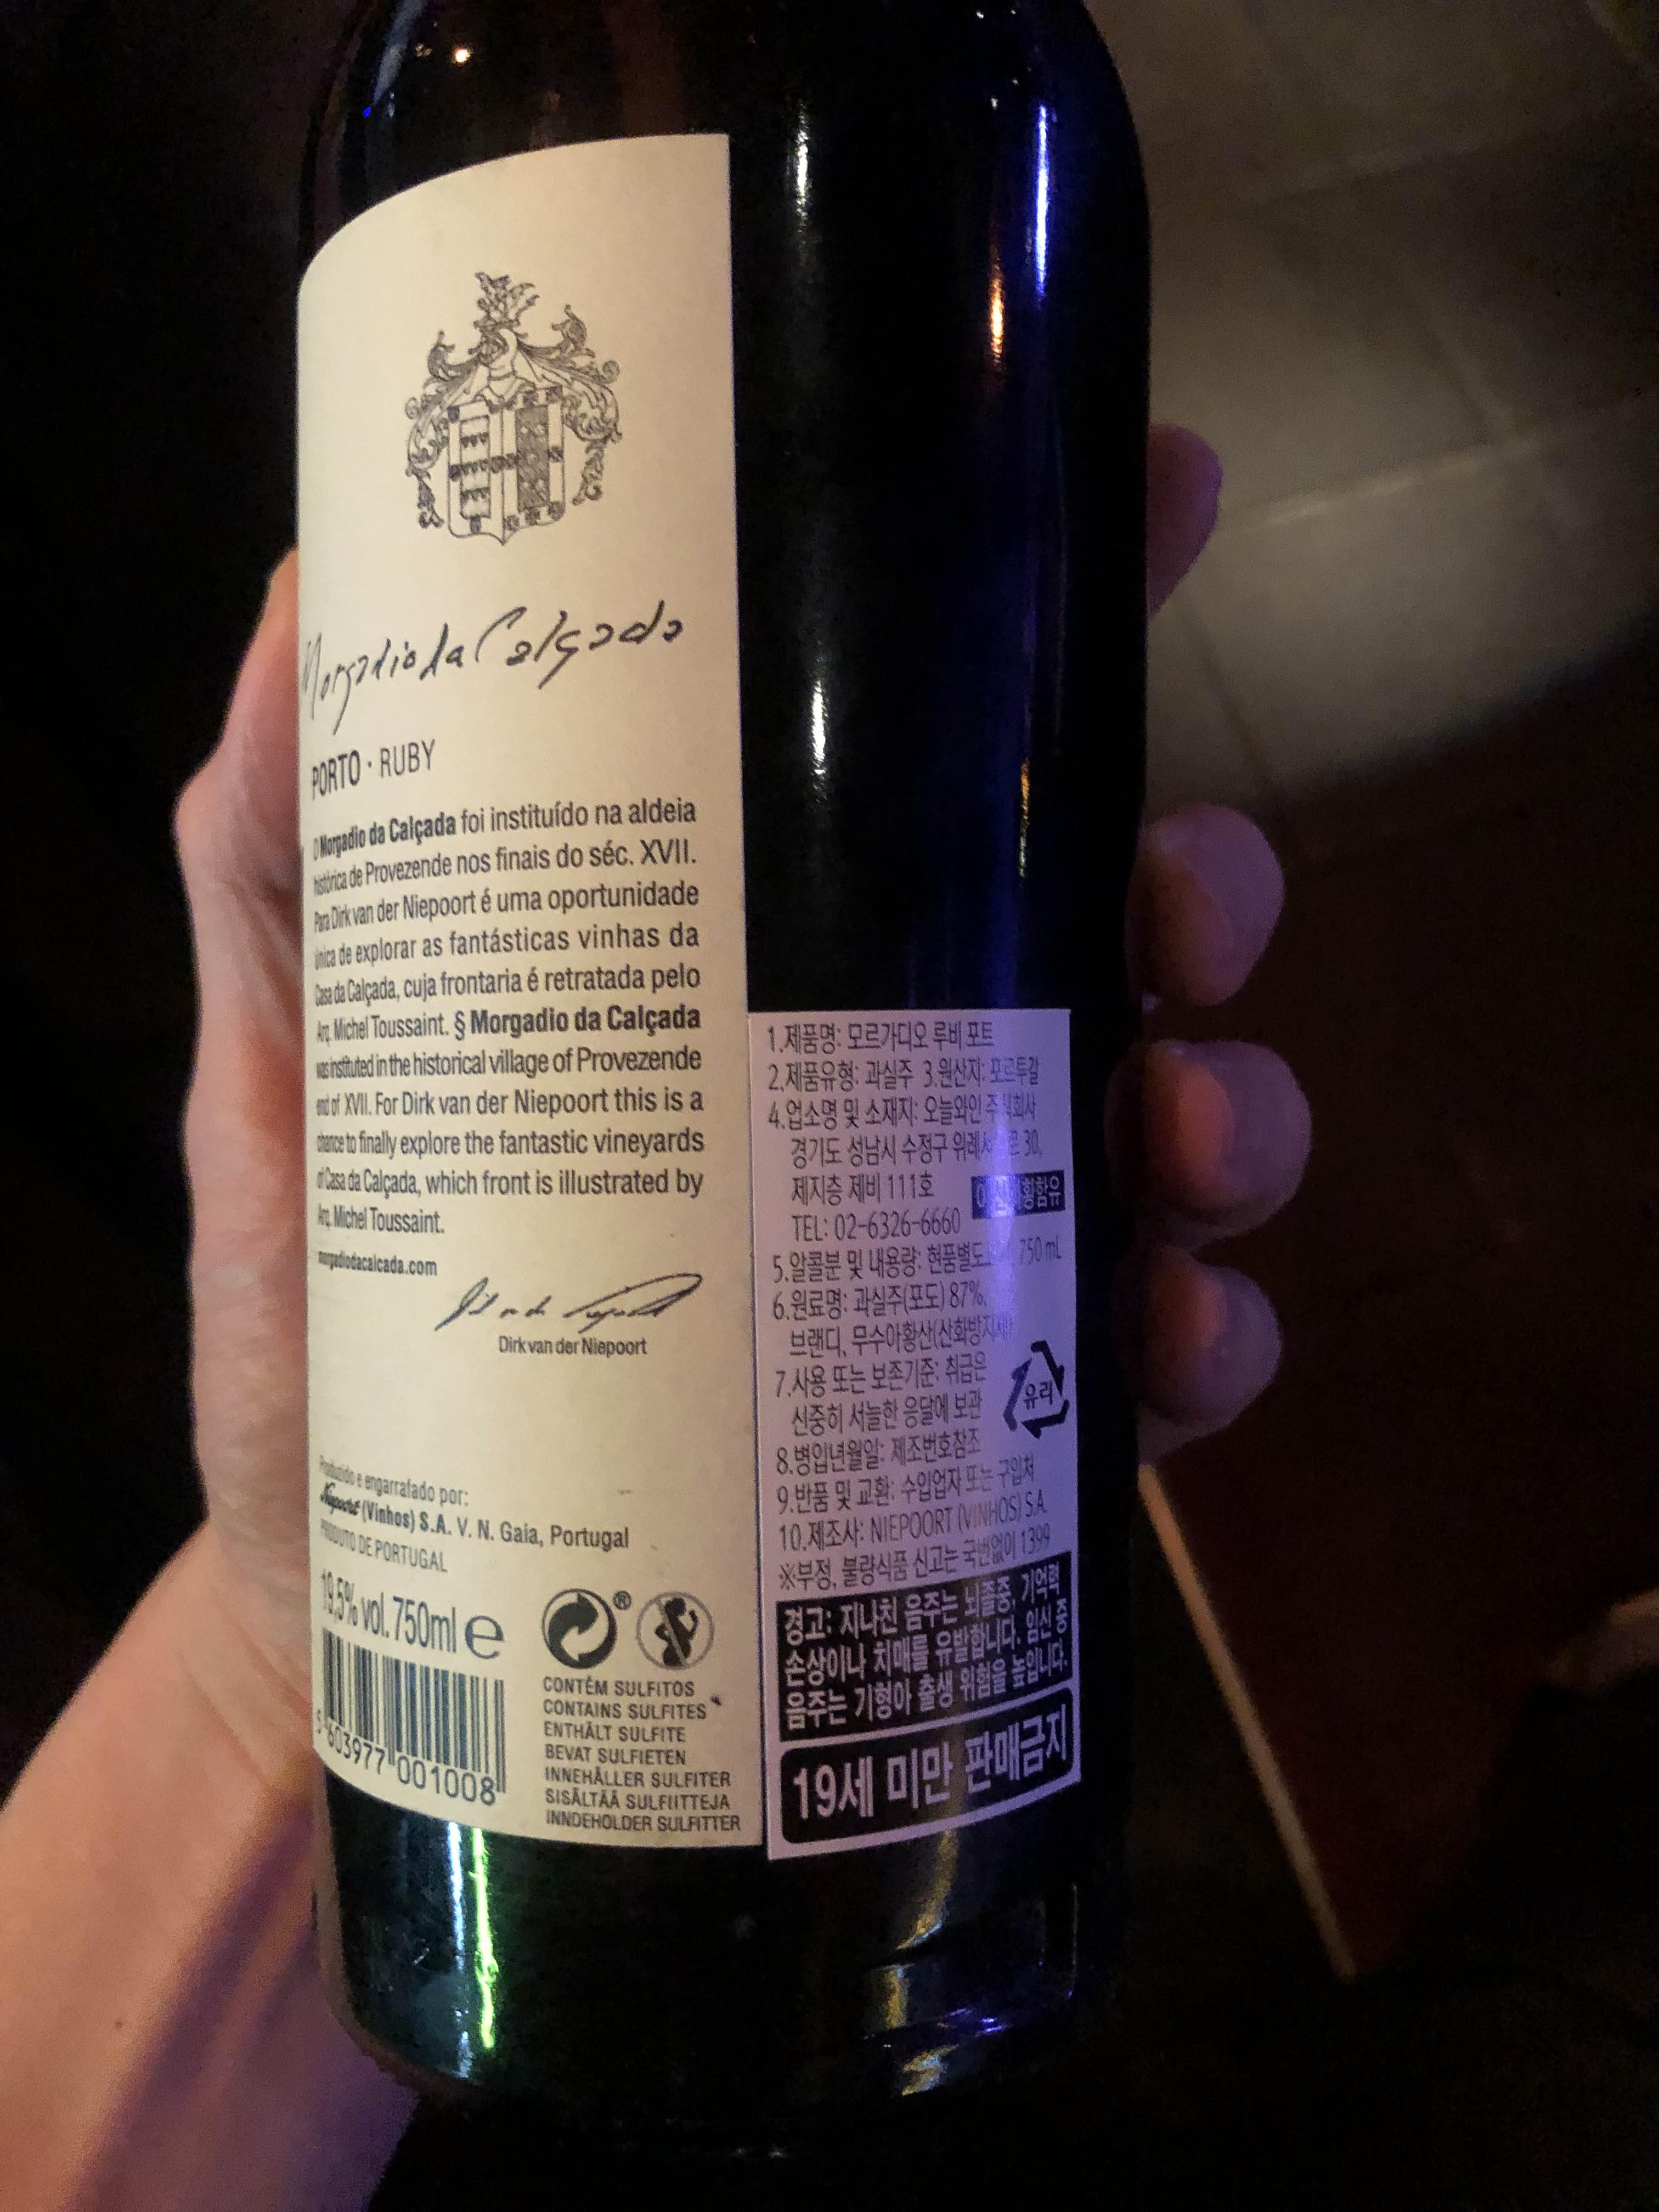 Morgadio da Calçada
PORTO · RUBY
O Morgadio da Calçada foi instituído na aldeia
histórica de Provezende nos finais do séc. XVII.
Para Dirk van der Niepoort é uma oportunidade
única de explorar as fantásticas vinhas da
Casa da Calçada, cuja frontaria é retratada pelo
Arq. Michel Toussaint. § Morgadio da Calçada
was instituted in the historical village of Provezende
end of XVII. For Dirk van der Niepoort this is a
chance to finally explore the fantastic vineyards
of Casa da Calçada, which front is illustrated by
Arq. Michel Toussaint.
morgadiodacalcada.com
Dirk van der Niepoort
Produzido e engarrafado por:
Niepoort (Vinhos) S.A. V. N. Gaia, Portugal
PRODUTO DE PORTUGAL
19,5% vol. 750ml e
®
5 603977 001008
CONTÉM SULFITOS
CONTAINS SULFITES
ENTHÄLT SULFITE
BEVAT SULFIETEN
INNEHÅLLER SULFITER
SISÄLTÄÄ SULFIITTEJA
INNDEHOLDER SULFITTER
1.제품명: 모르가디오 루비 포트
2.제품유형: 과실주 3.원산지: 포르투갈
4.업소명 및 소재지: 오늘와인 주식회사
경기도 성남시 수정구 30,
제지층 제비 111호
TEL: 02-6326-6660
5.알콜분 및 내용량: 750 mL
6.원료명: 과실주(포도) 87%,
브랜디, 무수아황산(산화방지제)
7.사용 또는 보존기준: 취급은
신중히 서늘한 응달에 보관
유리
8.병입년월일: 제조번호참조
9.반품 및 교환: 수입업자 또는 구입처
10.제조사: NIEPOORT (VINHOS) S.A.
※부정, 불량식품 신고는 국번없이 1399
경고: 지나친 음주는 뇌졸중, 기억력
손상이나 치매를 유발합니다. 임신 중
음주는 기형아 출생 위험을 높입니다.
19세 미만 판매금지